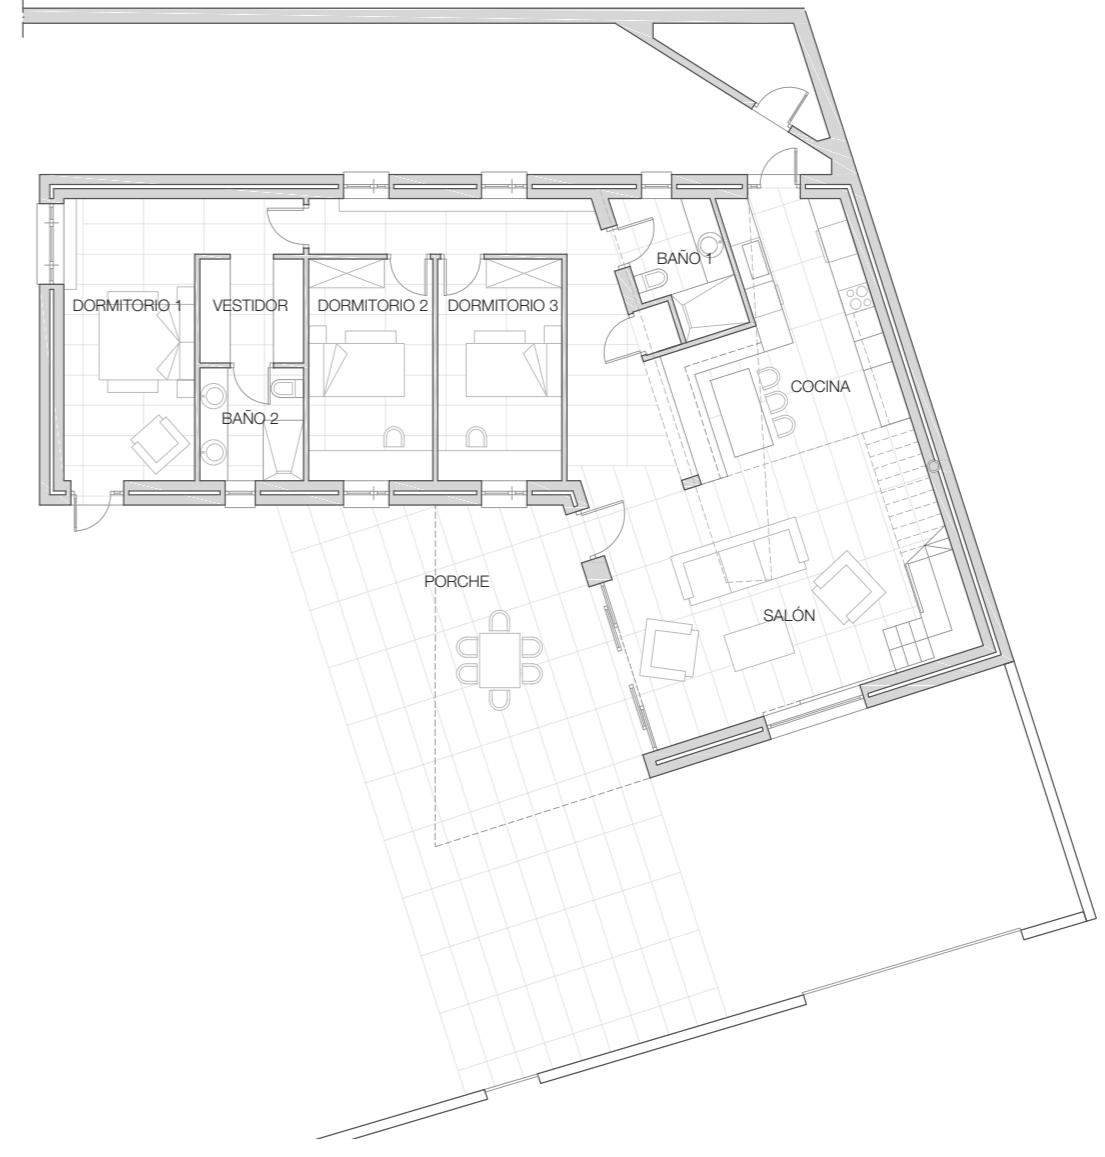 BAÑO 1
DORMITORIO 1
VESTIDOR
DORMITORIO 2
DORMITORIO 3
COCINA
BAÑO 2
PORCHE
SALÓN